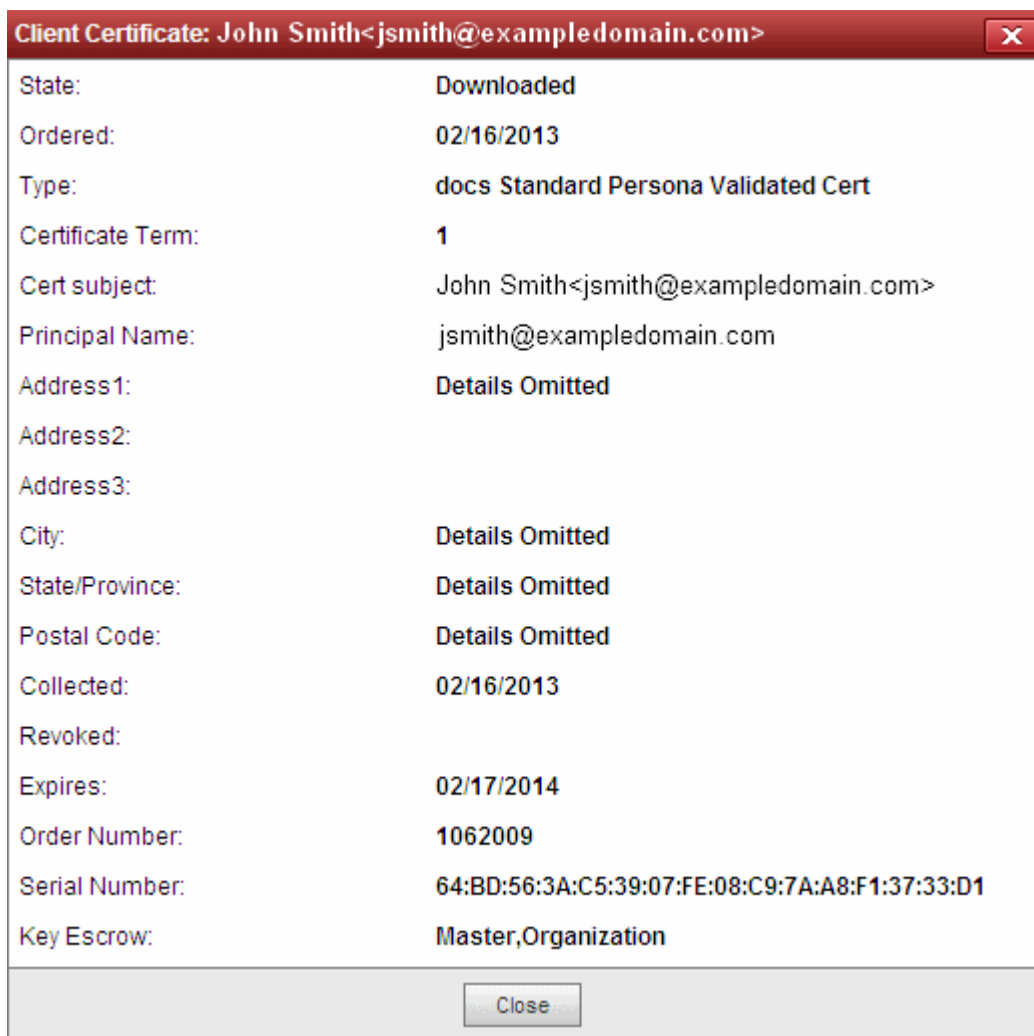 Client Certificate: John Smith<jsmith@exampledomain.com> X
State: Downloaded
Ordered: 02/16/2013
Type: docs Standard Persona Validated Cert
Certificate Term: 1
Cert subject: John Smith<jsmith@exampledomain.com>
Principal Name: jsmith@exampledomain.com
Address1: Details Omitted
Address2:
Address3:
City: Details Omitted
State/Province: Details Omitted
Postal Code: Details Omitted
Collected: 02/16/2013
Revoked:
Expires: 02/17/2014
Order Number: 1062009
Serial Number: 64:BD:56:3A:C5:39:07:FE:08:C9:7A:A8:F1:37:33:D1
Key Escrow: Master,Organization
Close